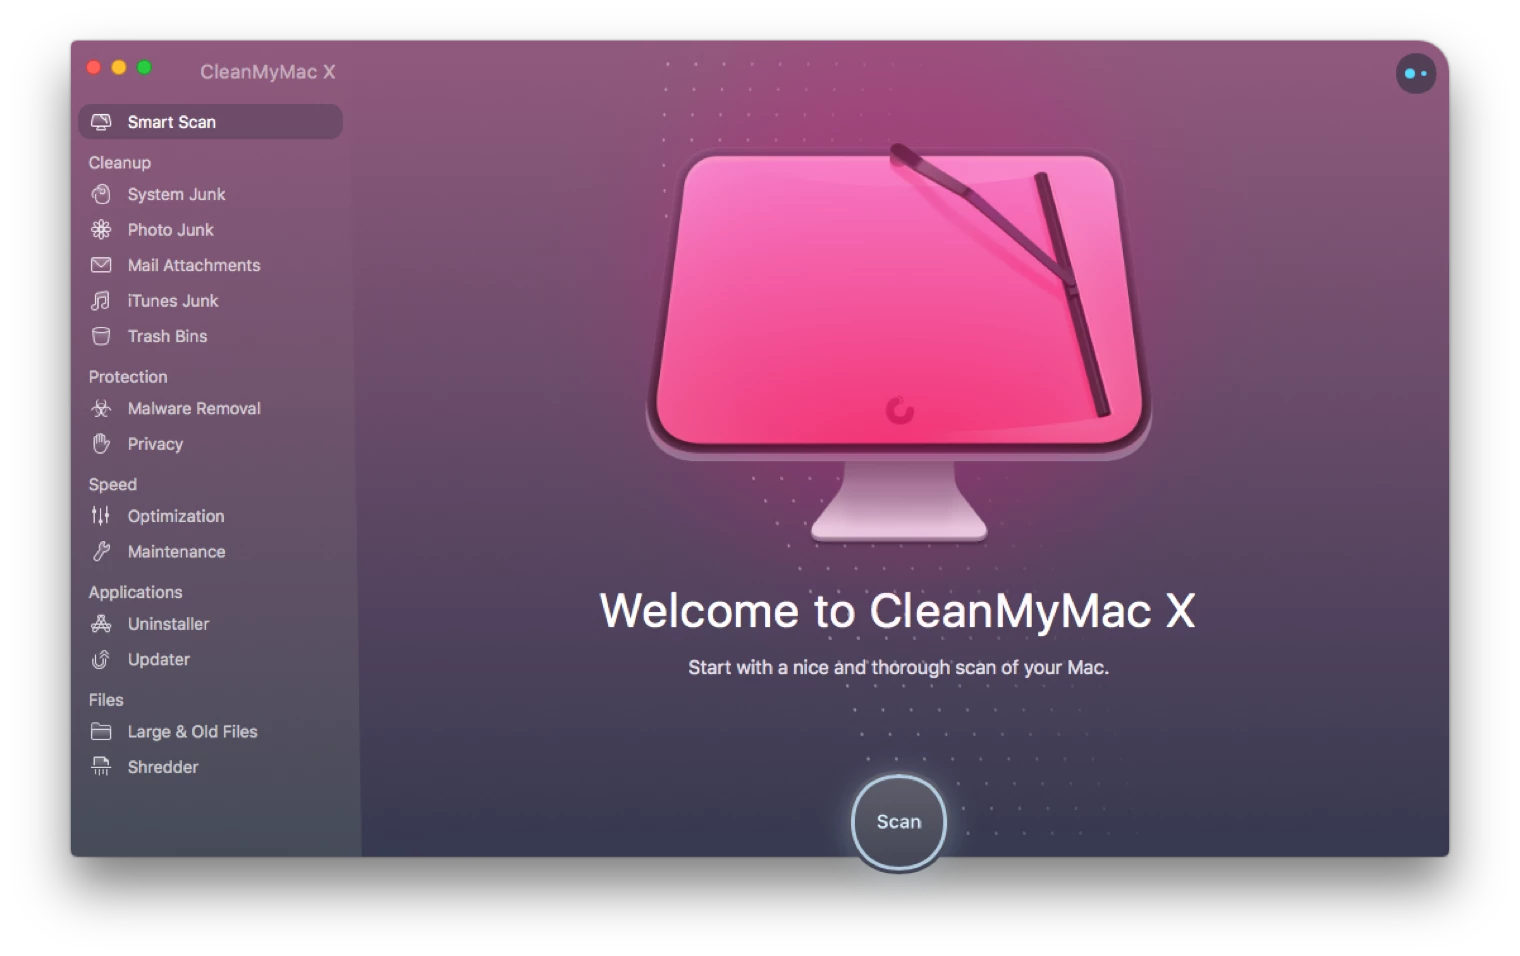 CleanMyMac X
Smart Scan
Cleanup
System Junk
Photo Junk
Mail Attachments
iTunes Junk
Trash Bins
Protection
Malware Removal
Privacy
Speed
Optimization
Maintenance
Applications
Uninstaller
Updater
Files
Large & Old Files
Shredder
Welcome to CleanMyMac X
Start with a nice and thorough scan of your Mac.
Scan